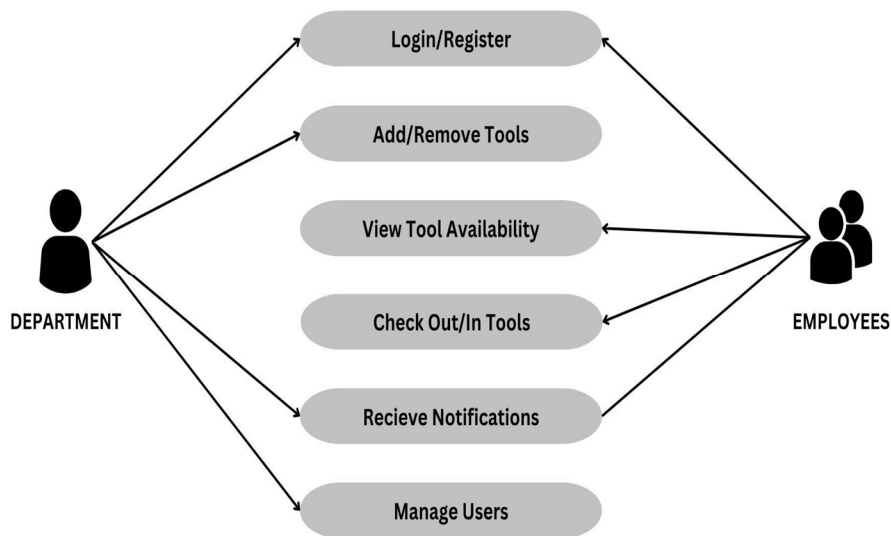 Login/Register
Add/Remove Tools
View Tool Availability
Check Out/In Tools
DEPARTMENT
EMPLOYEES
Recieve Notifications
Manage Users